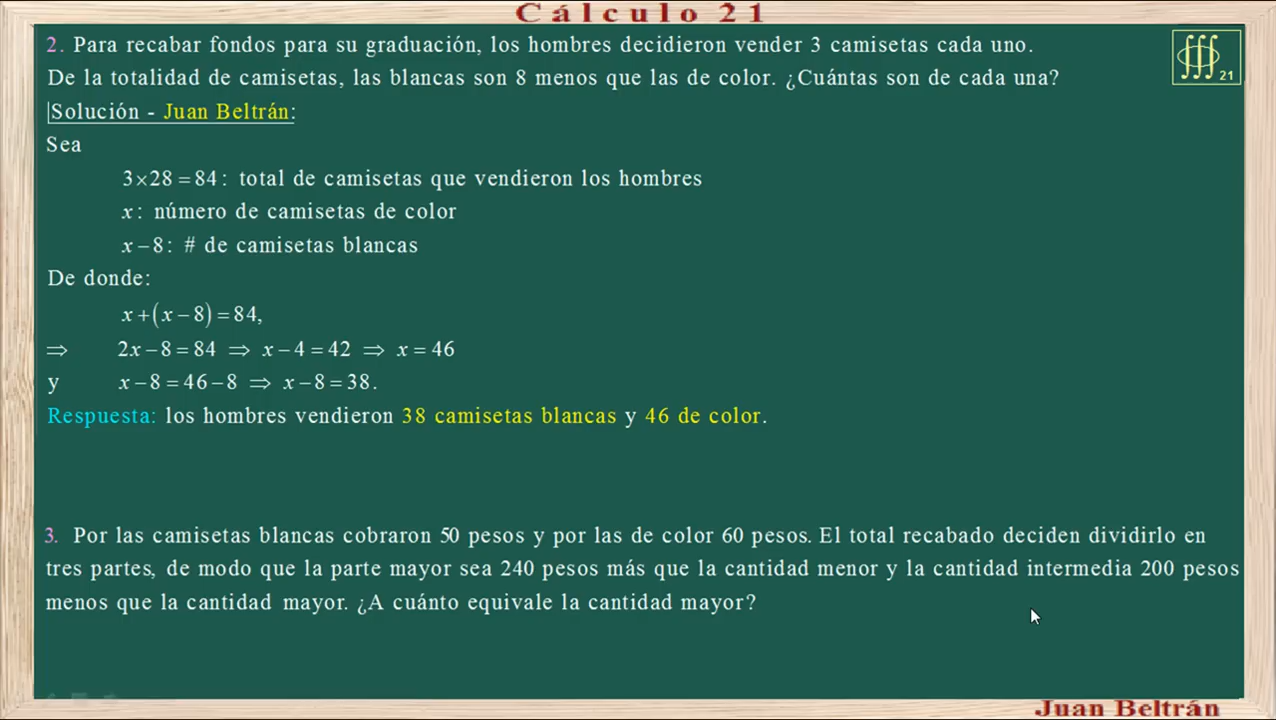 Cálculo 21
2. Para recabar fondos para su graduación, los hombres decidieron vender 3 camisetas cada uno.
De la totalidad de camisetas, las blancas son 8 menos que las de color. ¿Cuántas son de cada una?
∫∫∫ 21
Solución - Juan Beltrán:
Sea
3×28 = 84 : total de camisetas que vendieron los hombres
x : número de camisetas de color
x − 8 : # de camisetas blancas
De donde:
x + (x − 8) = 84,
⇒ 2x − 8 = 84 ⇒ x − 4 = 42 ⇒ x = 46
y x − 8 = 46 − 8 ⇒ x − 8 = 38.
Respuesta: los hombres vendieron 38 camisetas blancas y 46 de color.
3. Por las camisetas blancas cobraron 50 pesos y por las de color 60 pesos. El total recabado deciden dividirlo en
tres partes, de modo que la parte mayor sea 240 pesos más que la cantidad menor y la cantidad intermedia 200 pesos
menos que la cantidad mayor. ¿A cuánto equivale la cantidad mayor?
Juan Beltrán